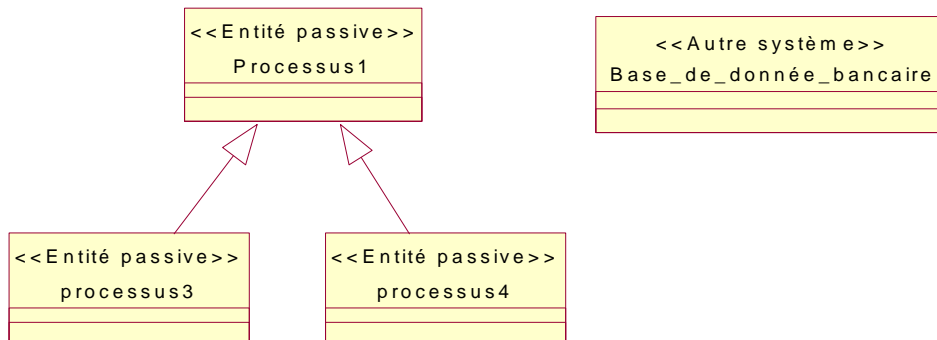 <<Entité passive>>
Processus1
<<Autre système>>
Base_de_donnée_bancaire
<<Entité passive>>
processus3
<<Entité passive>>
processus4